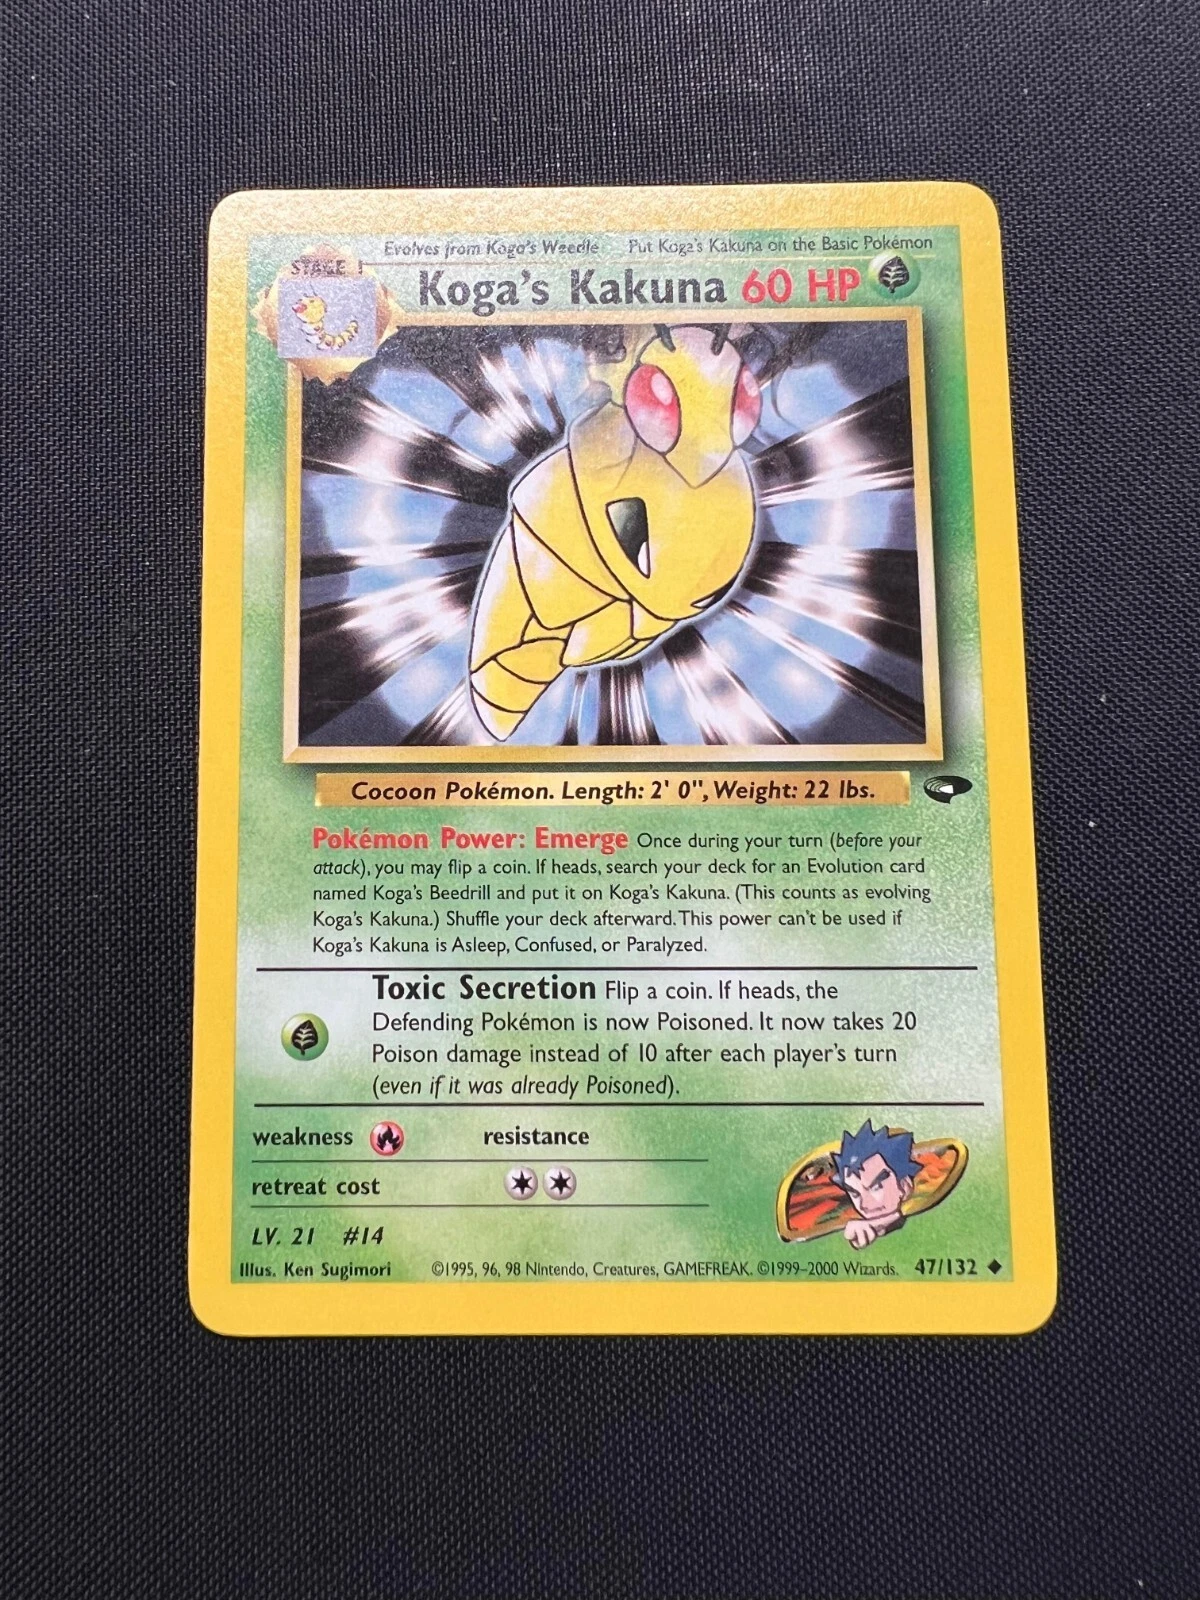 Evolves from Koga's Weedle Put Koga's Kakuna on the Basic Pokémon
STAGE 1
Koga's Kakuna 60 HP
Cocoon Pokémon. Length: 2' 0", Weight: 22 lbs.
Pokémon Power: Emerge Once during your turn (before your
attack), you may flip a coin. If heads, search your deck for an Evolution card
named Koga's Beedrill and put it on Koga's Kakuna. (This counts as evolving
Koga's Kakuna.) Shuffle your deck afterward. This power can't be used if
Koga's Kakuna is Asleep, Confused, or Paralyzed.
Toxic Secretion Flip a coin. If heads, the
Defending Pokémon is now Poisoned. It now takes 20
Poison damage instead of 10 after each player's turn
(even if it was already Poisoned).
weakness resistance
retreat cost
LV. 21 #14
Illus. Ken Sugimori ©1995, 96, 98 Nintendo, Creatures, GAMEFREAK. ©1999-2000 Wizards. 47/132